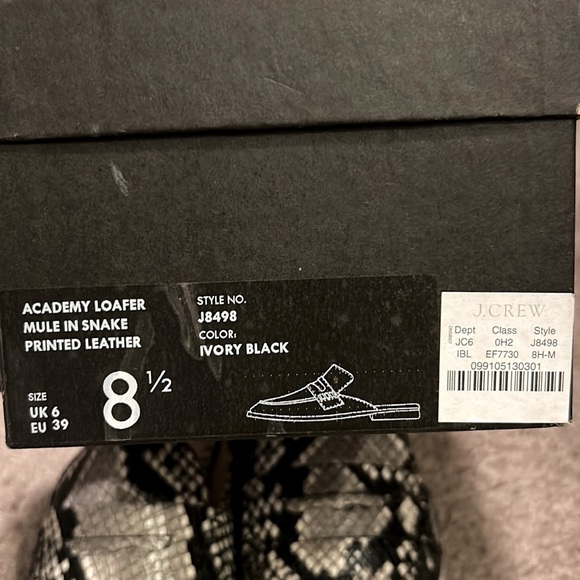 ACADEMY LOAFER
MULE IN SNAKE
PRINTED LEATHER
STYLE NO.
J8498
COLOR:
IVORY BLACK
SIZE
UK 6
EU 39
8 ½
J.CREW
Dept Class Style
JC6 0H2 J8498
IBL EF7730 8H-M
099105130301